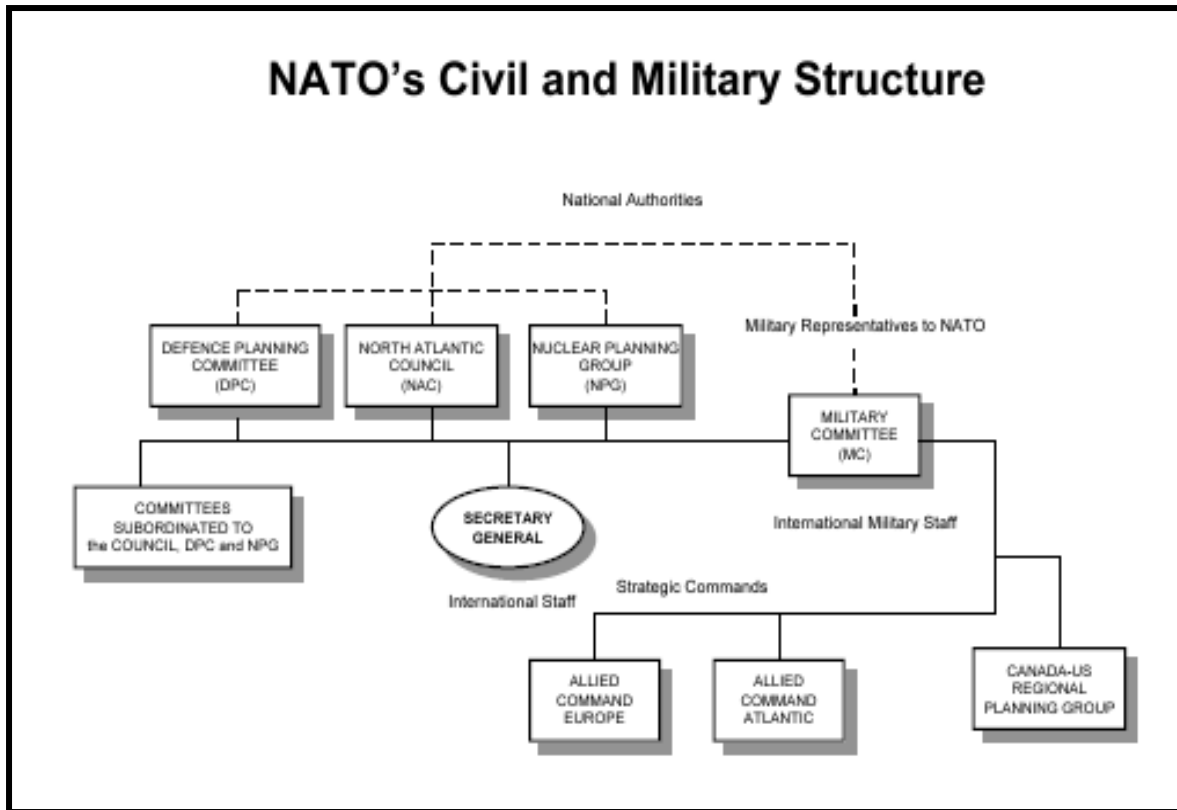 NATO's Civil and Military Structure
National Authorities
Military Representatives to NATO
DEFENCE PLANNING
COMMITTEE
(DPC)
NORTH ATLANTIC
COUNCIL
(NAC)
NUCLEAR PLANNING
GROUP
(NPG)
MILITARY
COMMITTEE
(MC)
COMMITTEES
SUBORDINATED TO
the COUNCIL, DPC and NPG
SECRETARY
GENERAL
International Military Staff
International Staff
Strategic Commands
ALLIED
COMMAND
EUROPE
ALLIED
COMMAND
ATLANTIC
CANADA-US
REGIONAL
PLANNING GROUP